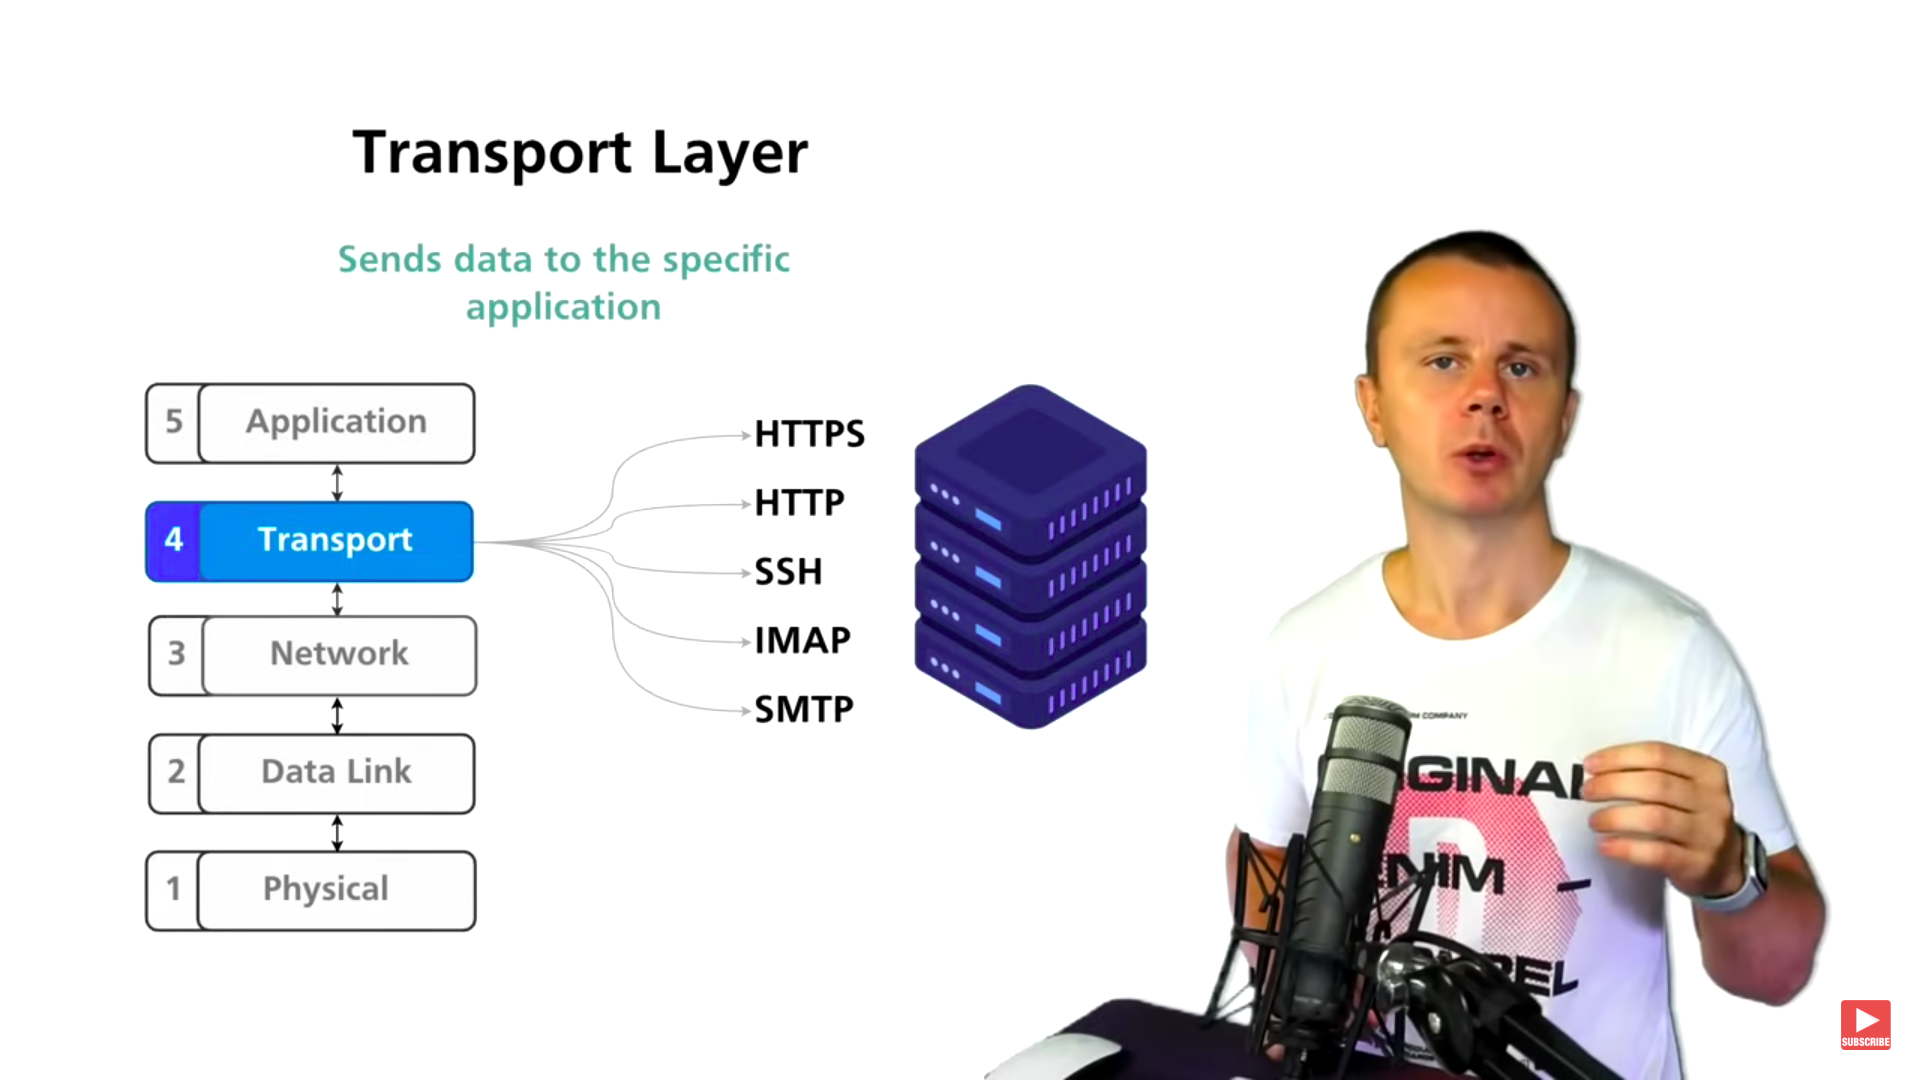 Transport Layer
Sends data to the specific
application
5 Application
4 Transport
3 Network
2 Data Link
1 Physical
HTTPS
HTTP
SSH
IMAP
SMTP
COMPANY
SUBSCRIBE